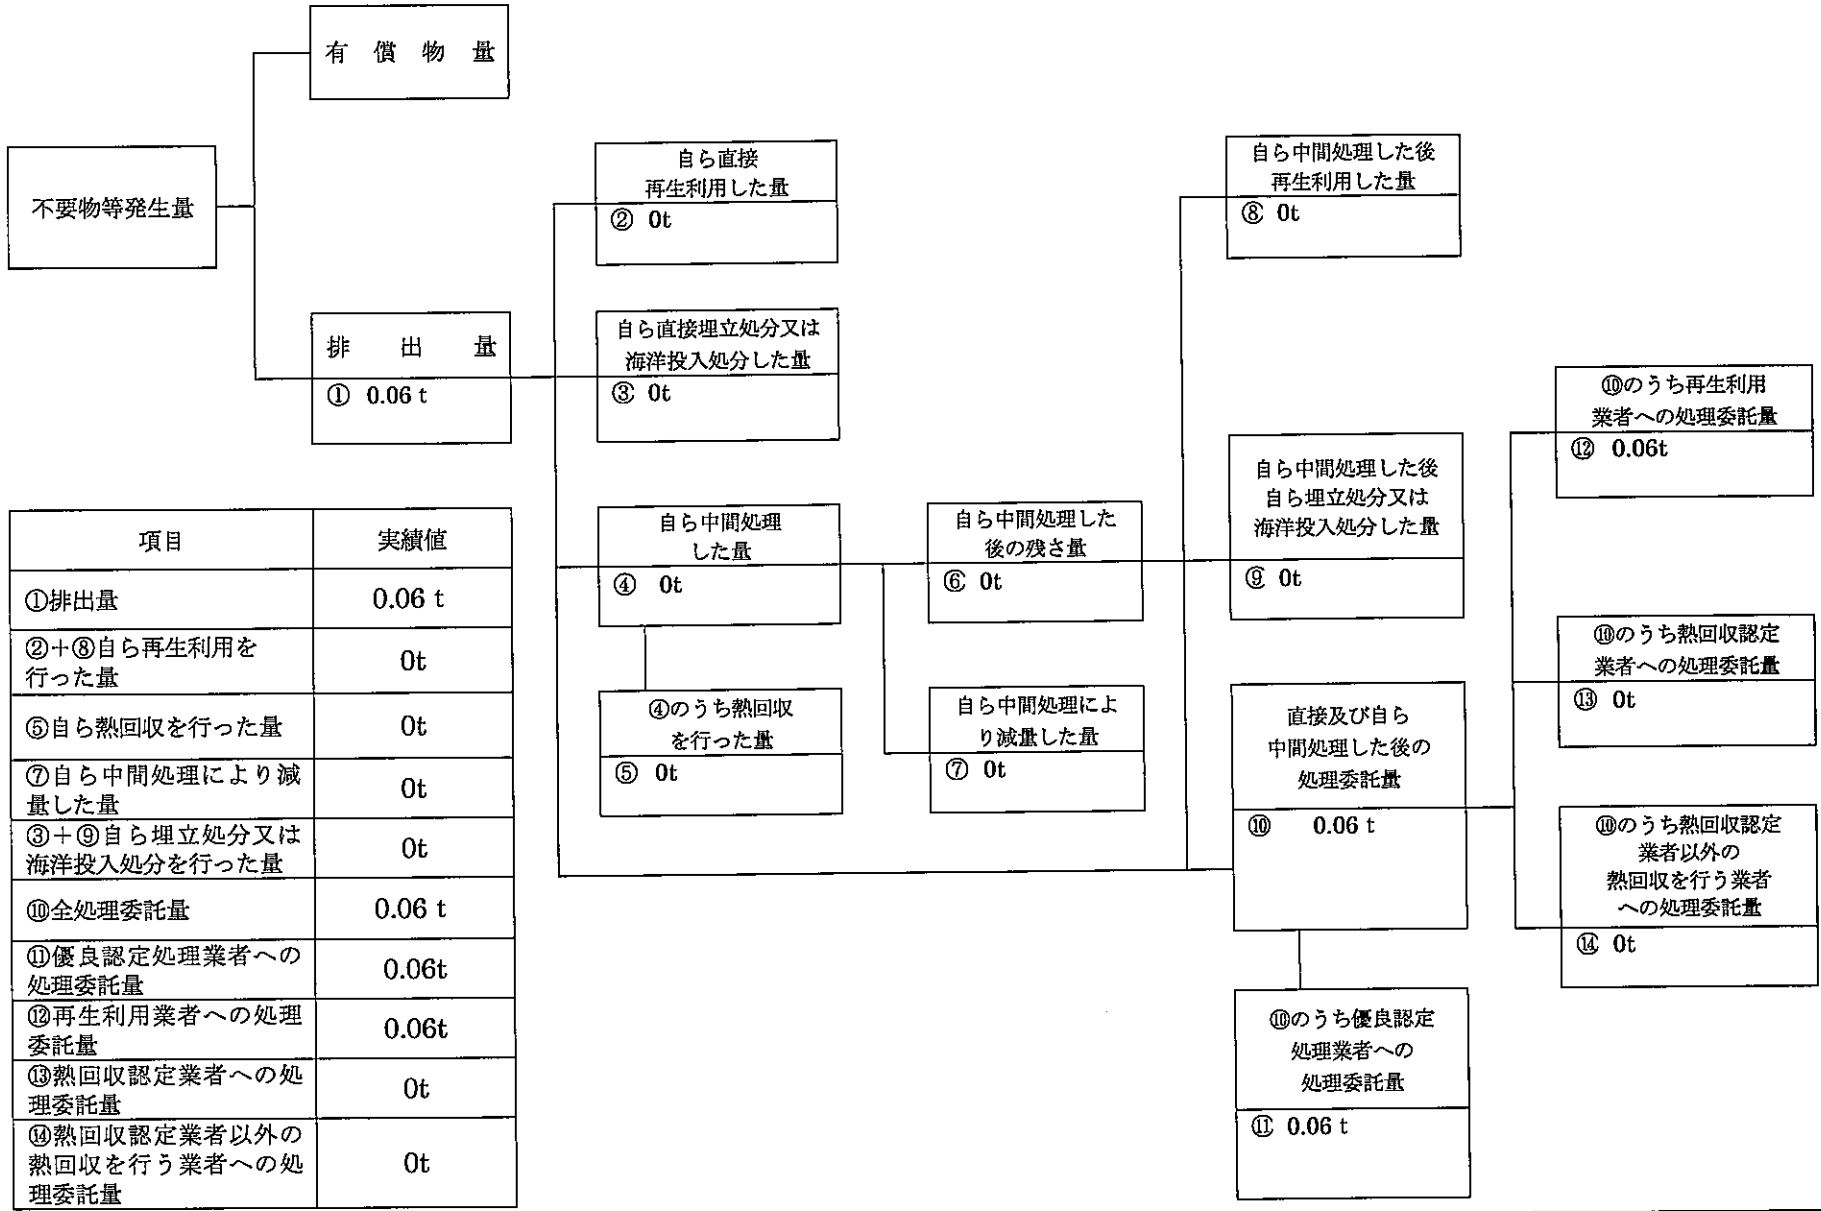 有償物量
不要物等発生量
排出量
① 0.06 t
自ら直接
再生利用した量
② 0t
自ら直接埋立処分又は
海洋投入処分した量
③ 0t
自ら中間処理
した量
④ 0t
④のうち熱回収
を行った量
⑤ 0t
自ら中間処理した
後の残さ量
⑥ 0t
自ら中間処理によ
り減量した量
⑦ 0t
自ら中間処理した後
再生利用した量
⑧ 0t
自ら中間処理した後
自ら埋立処分又は
海洋投入処分した量
⑨ 0t
直接及び自ら
中間処理した後の
処理委託量
⑩ 0.06 t
⑩のうち優良認定
処理業者への
処理委託量
⑪ 0.06 t
⑩のうち再生利用
業者への処理委託量
⑫ 0.06t
⑩のうち熱回収認定
業者への処理委託量
⑬ 0t
⑩のうち熱回収認定
業者以外の
熱回収を行う業者
への処理委託量
⑭ 0t
項目 実績値
①排出量 0.06 t
②＋⑧自ら再生利用を
行った量 0t
⑤自ら熱回収を行った量 0t
⑦自ら中間処理により減
量した量 0t
③＋⑨自ら埋立処分又は
海洋投入処分を行った量 0t
⑩全処理委託量 0.06 t
⑪優良認定処理業者への
処理委託量 0.06t
⑫再生利用業者への処理
委託量 0.06t
⑬熱回収認定業者への処
理委託量 0t
⑭熱回収認定業者以外の
熱回収を行う業者への処
理委託量 0t